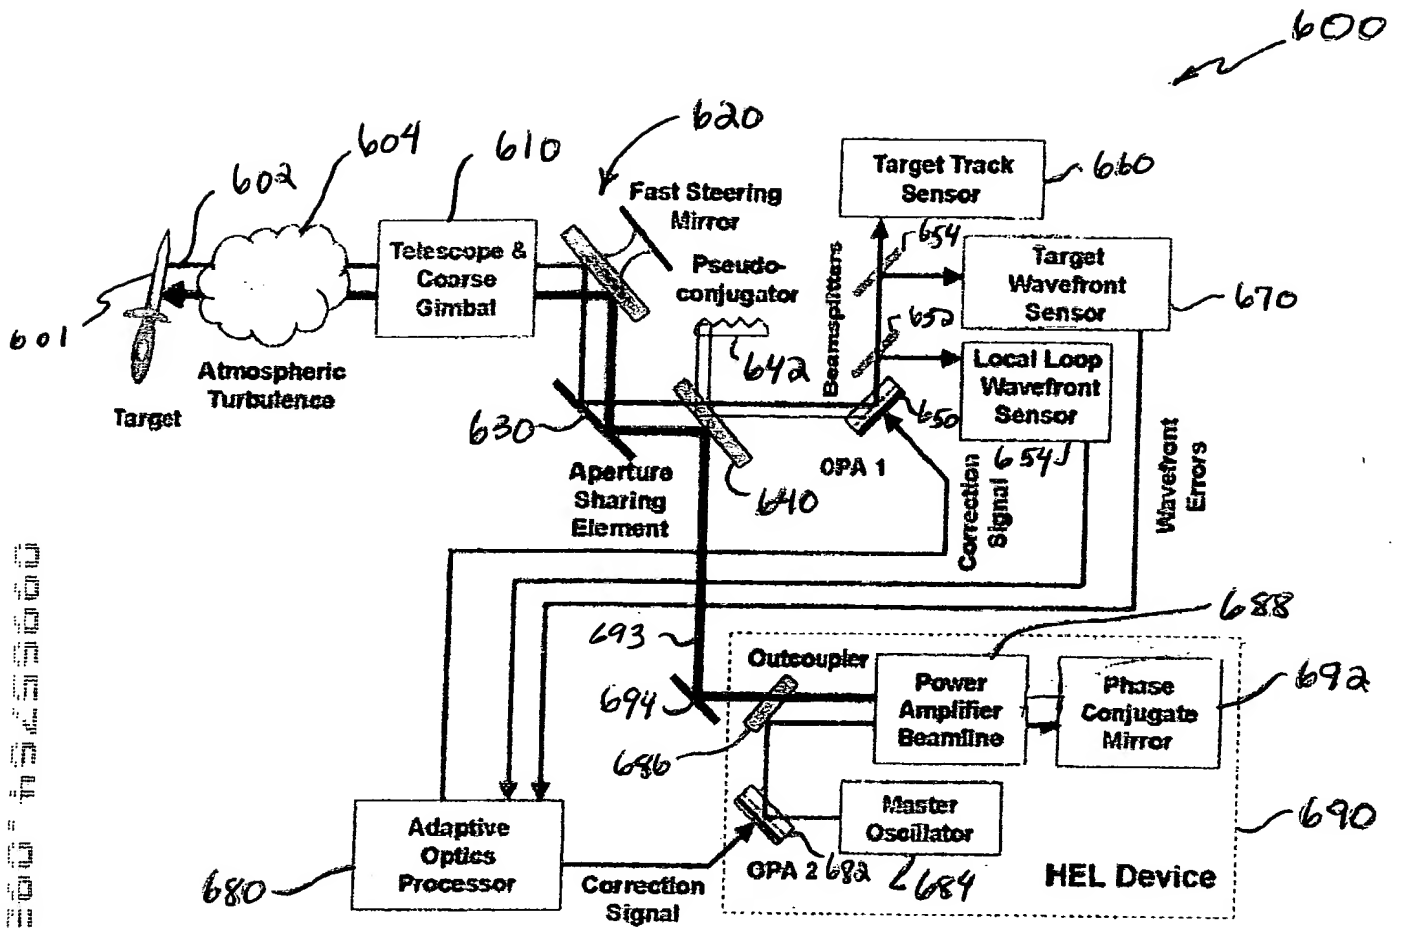 600
620
604
610
602
Target Track
Sensor
660
Fast Steering
Mirror
654
Telescope &
Coarse
Gimbal
Pseudo-
conjugator
Target
Wavefront
Sensor
670
Beamsplitters
652
601
642
Local Loop
Wavefront
Sensor
Atmospheric
Turbulence
Target
630
650
OPA 1
654
Aperture
Sharing
Element
640
Correction
Signal
Wavefront
Errors
688
693
Outcoupler
Power
Amplifier
Beamline
Phase
Conjugate
Mirror
692
694
686
Master
Oscillator
690
Adaptive
Optics
Processor
680
Correction
Signal
OPA 2
682
684
HEL Device